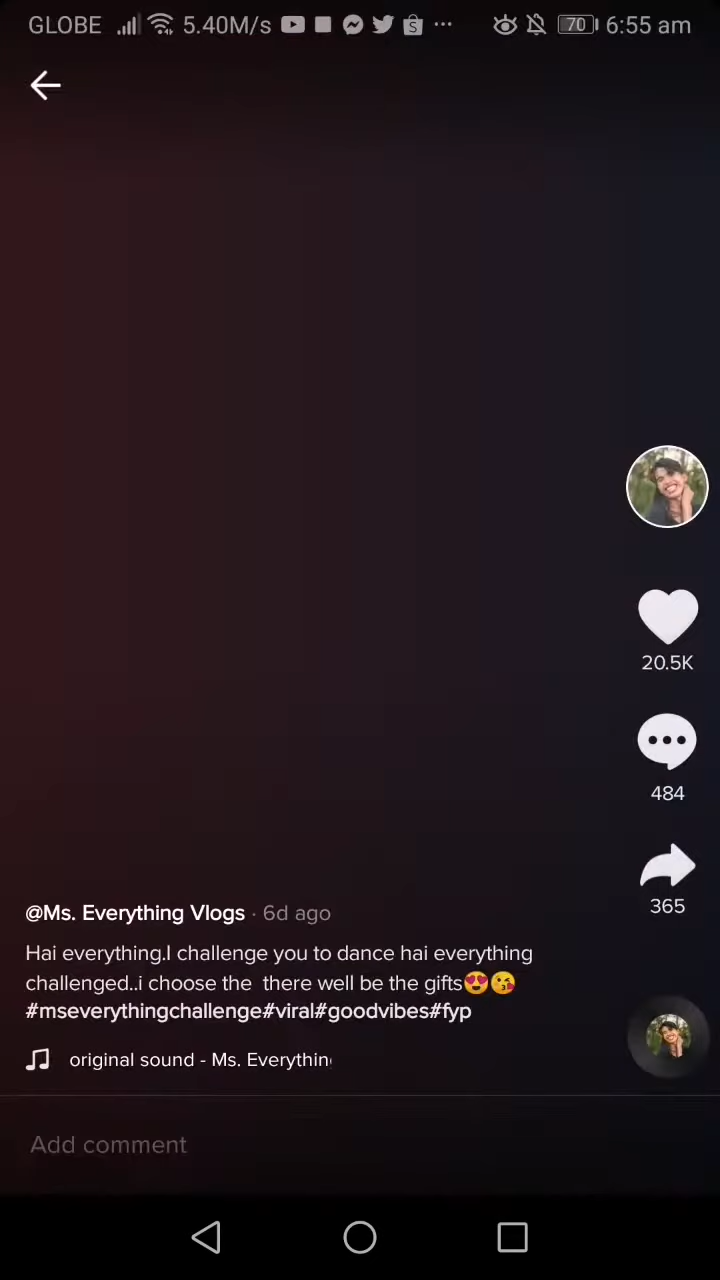 GLOBE 5.40M/s ... 70 6:55 am
20.5K
484
365
@Ms. Everything Vlogs · 6d ago
Hai everything.I challenge you to dance hai everything
challenged..i choose the  there well be the gifts😍😘
#mseverythingchallenge#viral#goodvibes#fyp
original sound - Ms. Everythin
Add comment